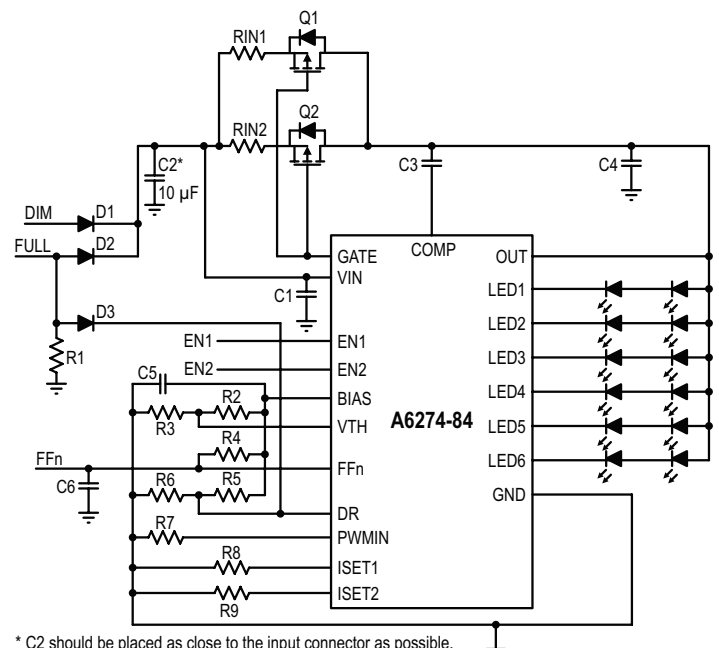 Q1
RIN1
Q2
RIN2
C2*
10 µF
C3
C4
DIM
D1
FULL
D2
GATE
COMP
OUT
VIN
C1
LED1
D3
LED2
R1
EN1
EN1
LED3
EN2
EN2
C5
R2
BIAS
A6274-84
LED4
R3
VTH
LED5
R4
FFn
FFn
LED6
C6
R6
R5
GND
DR
R7
PWMIN
R8
ISET1
ISET2
R9
* C2 should be placed as close to the input connector as possible.